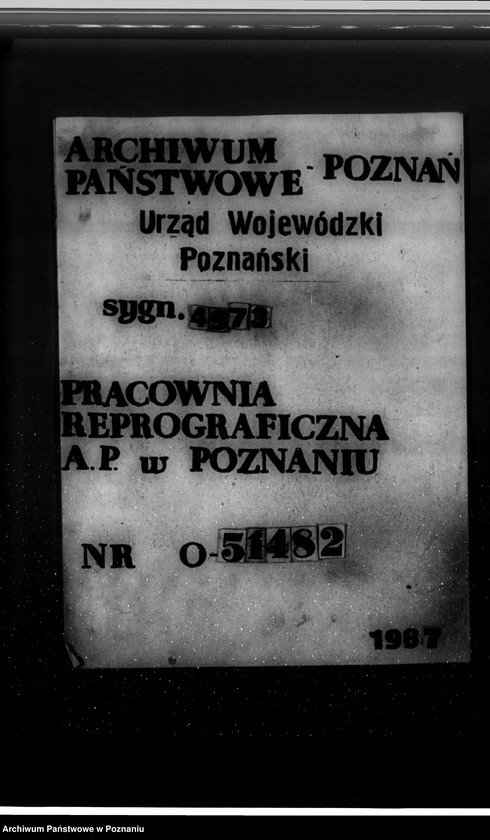 ARCHIWUM
PAŃSTWOWE - POZNAŃ
Urząd Wojewódzki
Poznański
sygn. 4973
PRACOWNIA
REPROGRAFICZNA
A.P. w POZNANIU
NR O-51482
1987
Archiwum Państwowe w Poznaniu